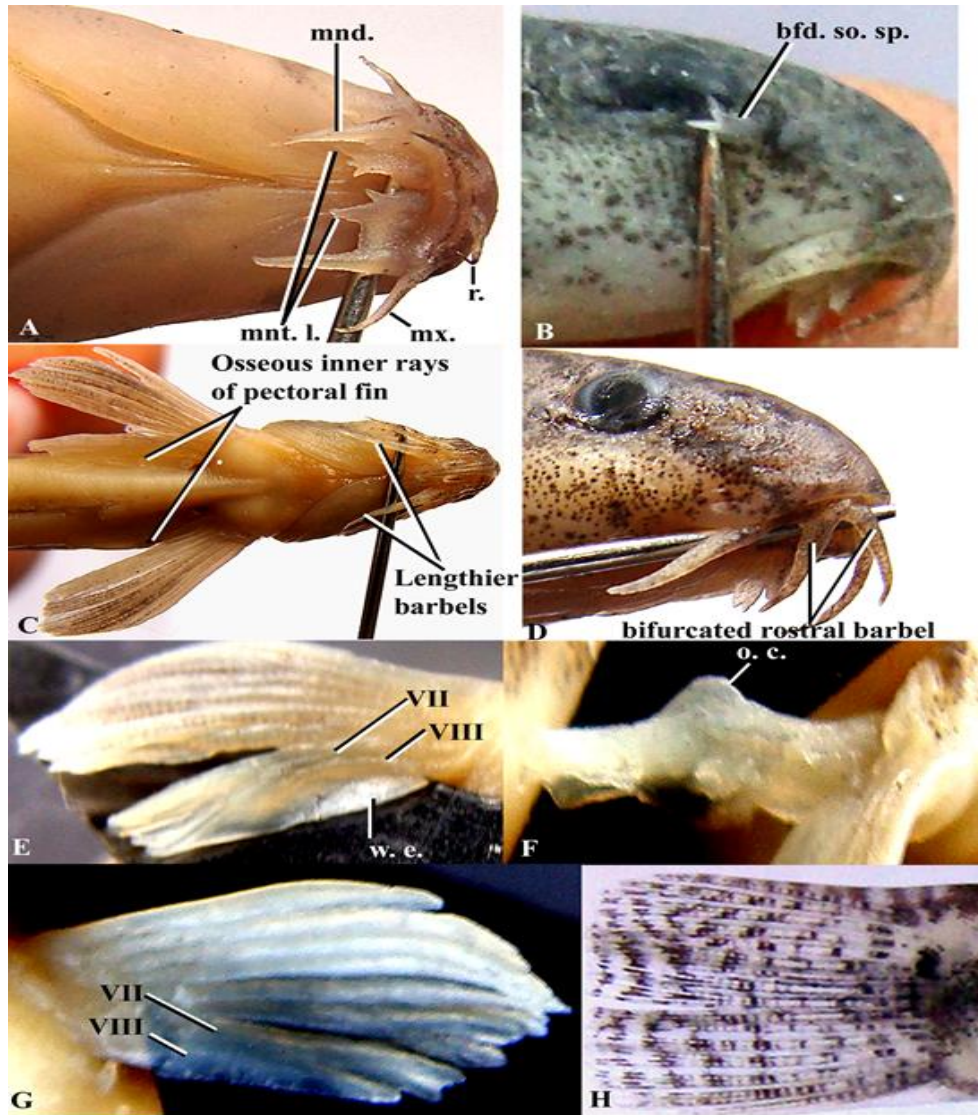 mnd.
mnt. l.
mx.
r.
A
bfd. so. sp.
B
Osseous inner rays
of pectoral fin
Lengthier
barbels
C
bifurcated rostral barbel
D
VII
VIII
w. e.
E
o. c.
F
VII
VIII
G
H